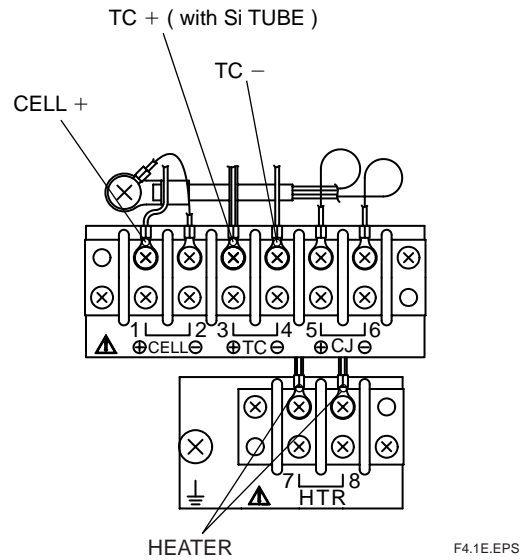 TC + ( with Si TUBE )
TC −
CELL +
1 2 3 4 5 6
⊕CELL⊖ ⊕TC⊖ ⊕ CJ ⊖
7 8
HTR
HEATER
F4.1E.EPS